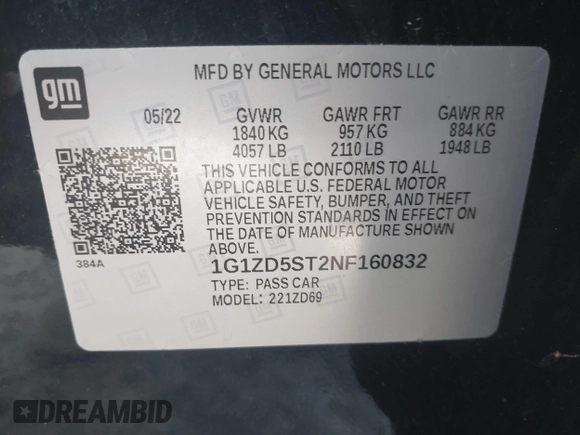 gm
MFD BY GENERAL MOTORS LLC
05/22 GVWR GAWR FRT GAWR RR
1840 KG 957 KG 884 KG
4057 LB 2110 LB 1948 LB
THIS VEHICLE CONFORMS TO ALL
APPLICABLE U.S. FEDERAL MOTOR
VEHICLE SAFETY, BUMPER, AND THEFT
PREVENTION STANDARDS IN EFFECT ON
THE DATE OF MANUFACTURE SHOWN
ABOVE.
384A
1G1ZD5ST2NF160832
TYPE: PASS CAR
MODEL: 221ZD69
DREAMBID